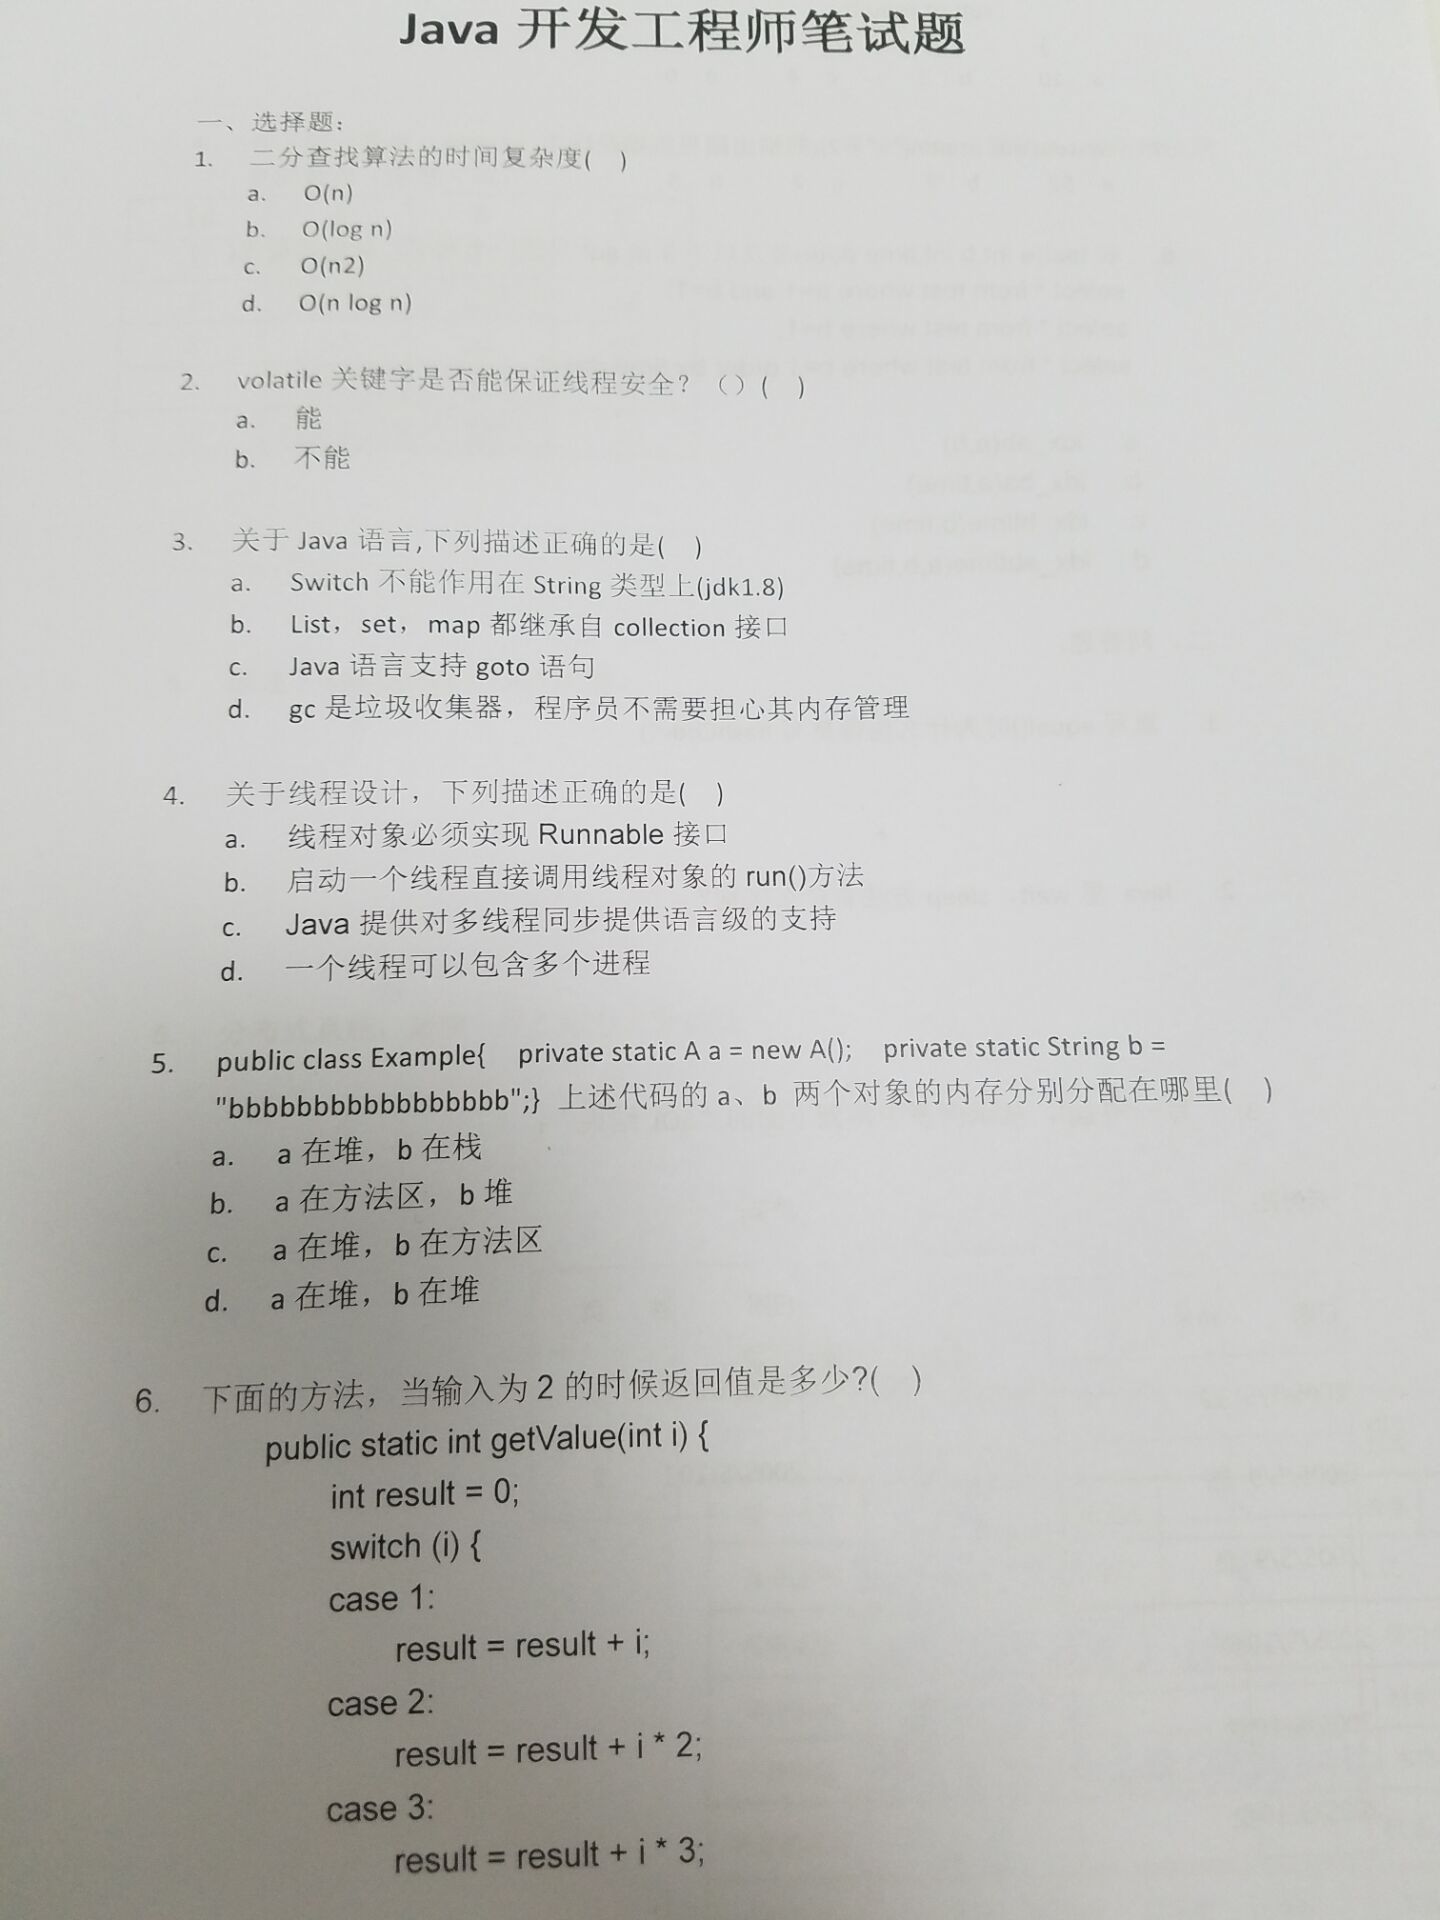 Java 开发工程师笔试题
一、选择题:
1. 二分查找算法的时间复杂度( )
a. O(n)
b. O(log n)
c. O(n2)
d. O(n log n)
2. volatile 关键字是否能保证线程安全?（）( )
a. 能
b. 不能
3. 关于 Java 语言,下列描述正确的是( )
a. Switch 不能作用在 String 类型上(jdk1.8)
b. List，set，map 都继承自 collection 接口
c. Java 语言支持 goto 语句
d. gc 是垃圾收集器，程序员不需要担心其内存管理
4. 关于线程设计，下列描述正确的是( )
a. 线程对象必须实现 Runnable 接口
b. 启动一个线程直接调用线程对象的 run()方法
c. Java 提供对多线程同步提供语言级的支持
d. 一个线程可以包含多个进程
5. public class Example{ private static A a = new A(); private static String b =
"bbbbbbbbbbbbbbbbb";} 上述代码的 a、b 两个对象的内存分别分配在哪里( )
a. a 在堆，b 在栈
b. a 在方法区，b 堆
c. a 在堆，b 在方法区
d. a 在堆，b 在堆
6. 下面的方法，当输入为 2 的时候返回值是多少?( )
public static int getValue(int i) {
int result = 0;
switch (i) {
case 1:
result = result + i;
case 2:
result = result + i * 2;
case 3:
result = result + i * 3;